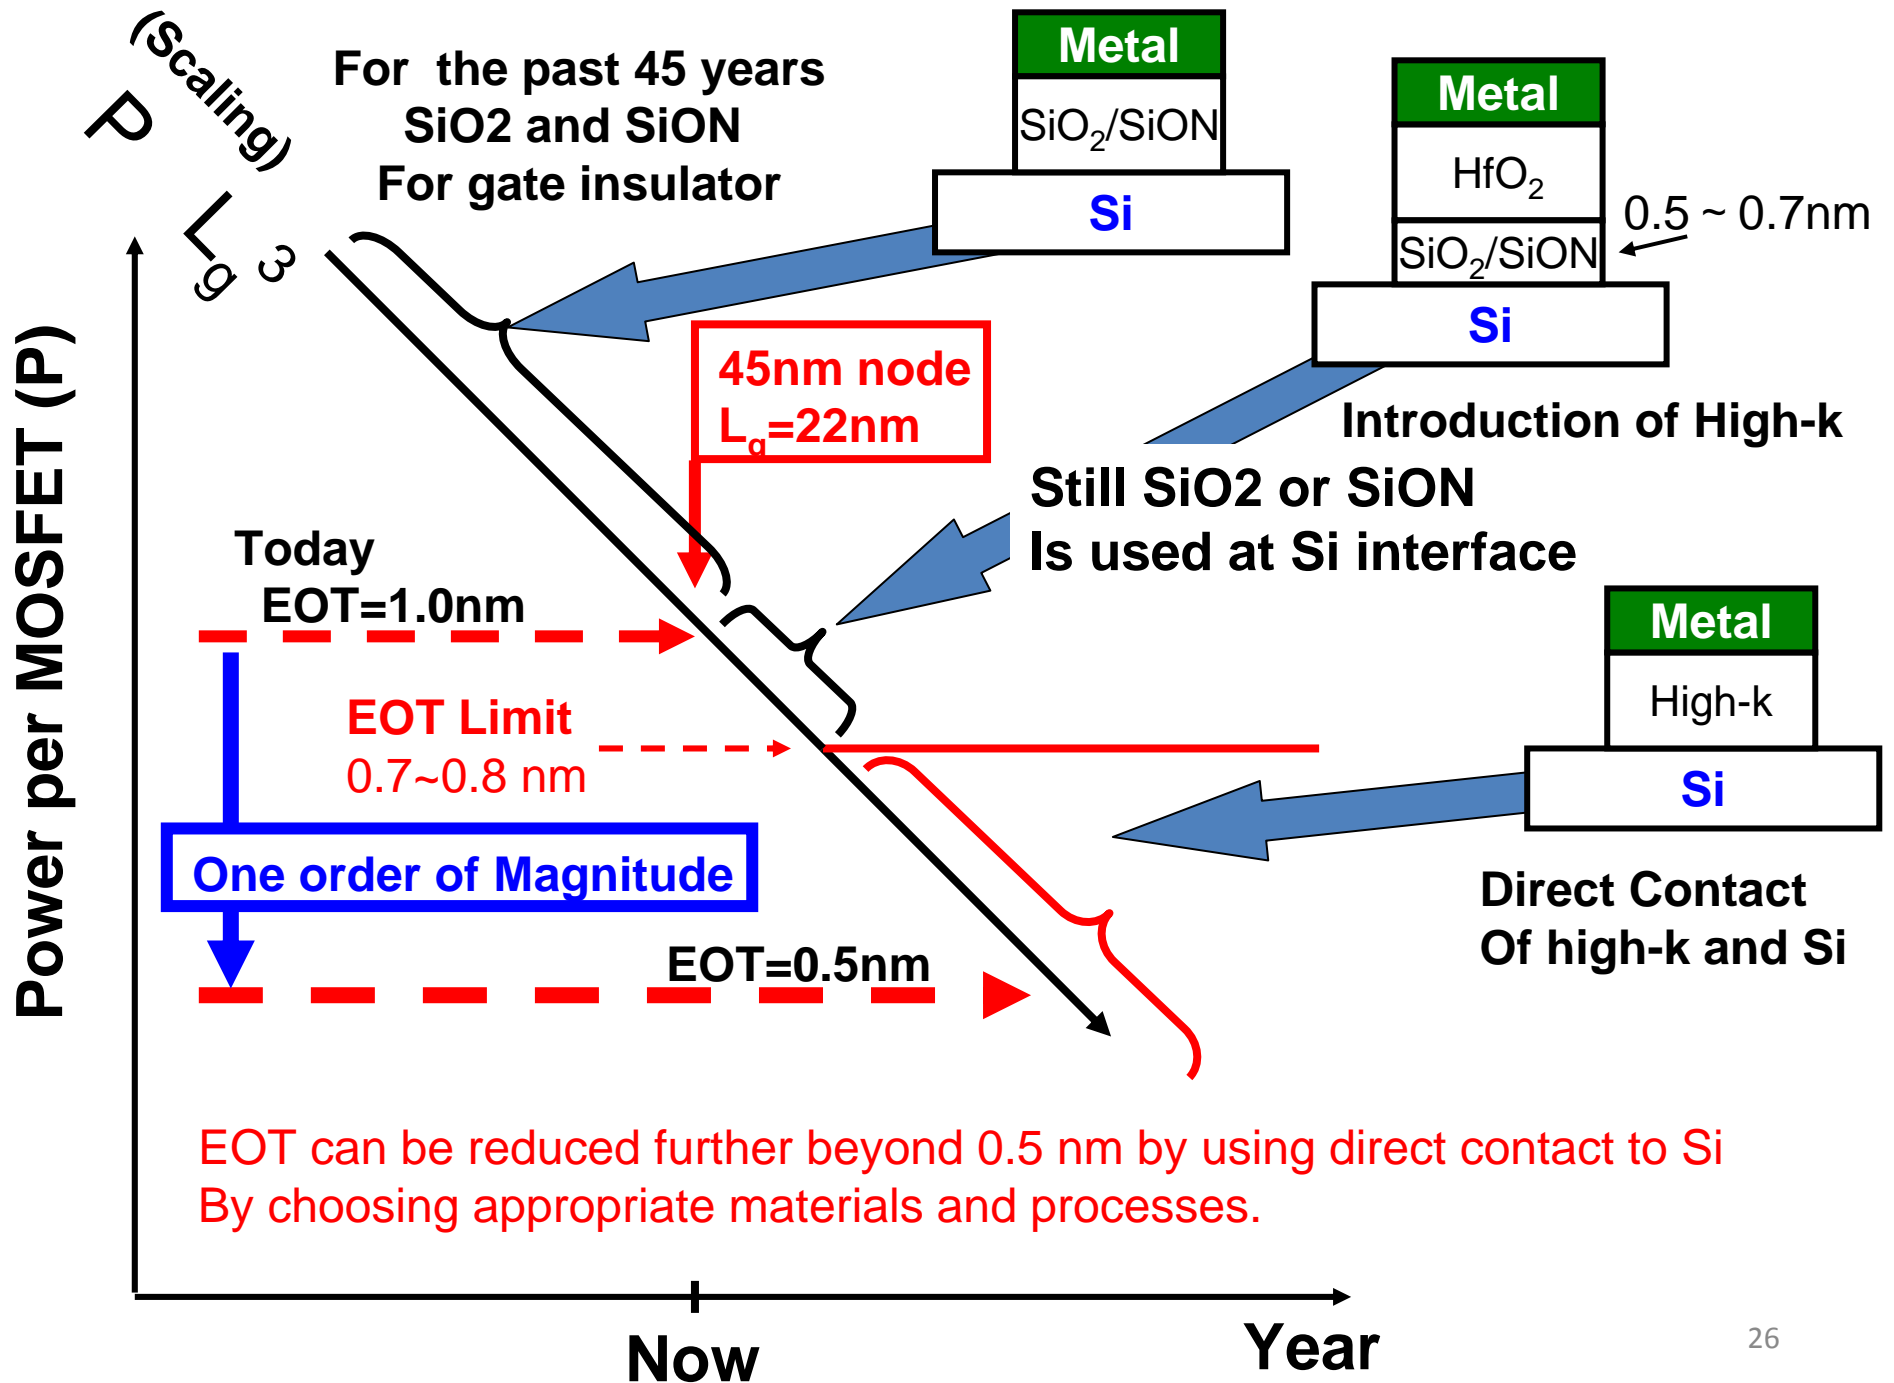 (Scaling)
P
Lg 3
For the past 45 years
SiO2 and SiON
For gate insulator
Metal
SiO2/SiON
Si
Metal
HfO2
SiO2/SiON
Si
0.5 ~ 0.7nm
Introduction of High-k
45nm node
Lg=22nm
Still SiO2 or SiON
Is used at Si interface
Power per MOSFET (P)
Today
EOT=1.0nm
EOT Limit
0.7~0.8 nm
One order of Magnitude
EOT=0.5nm
Metal
High-k
Si
Direct Contact
Of high-k and Si
EOT can be reduced further beyond 0.5 nm by using direct contact to Si
By choosing appropriate materials and processes.
Now
Year
26